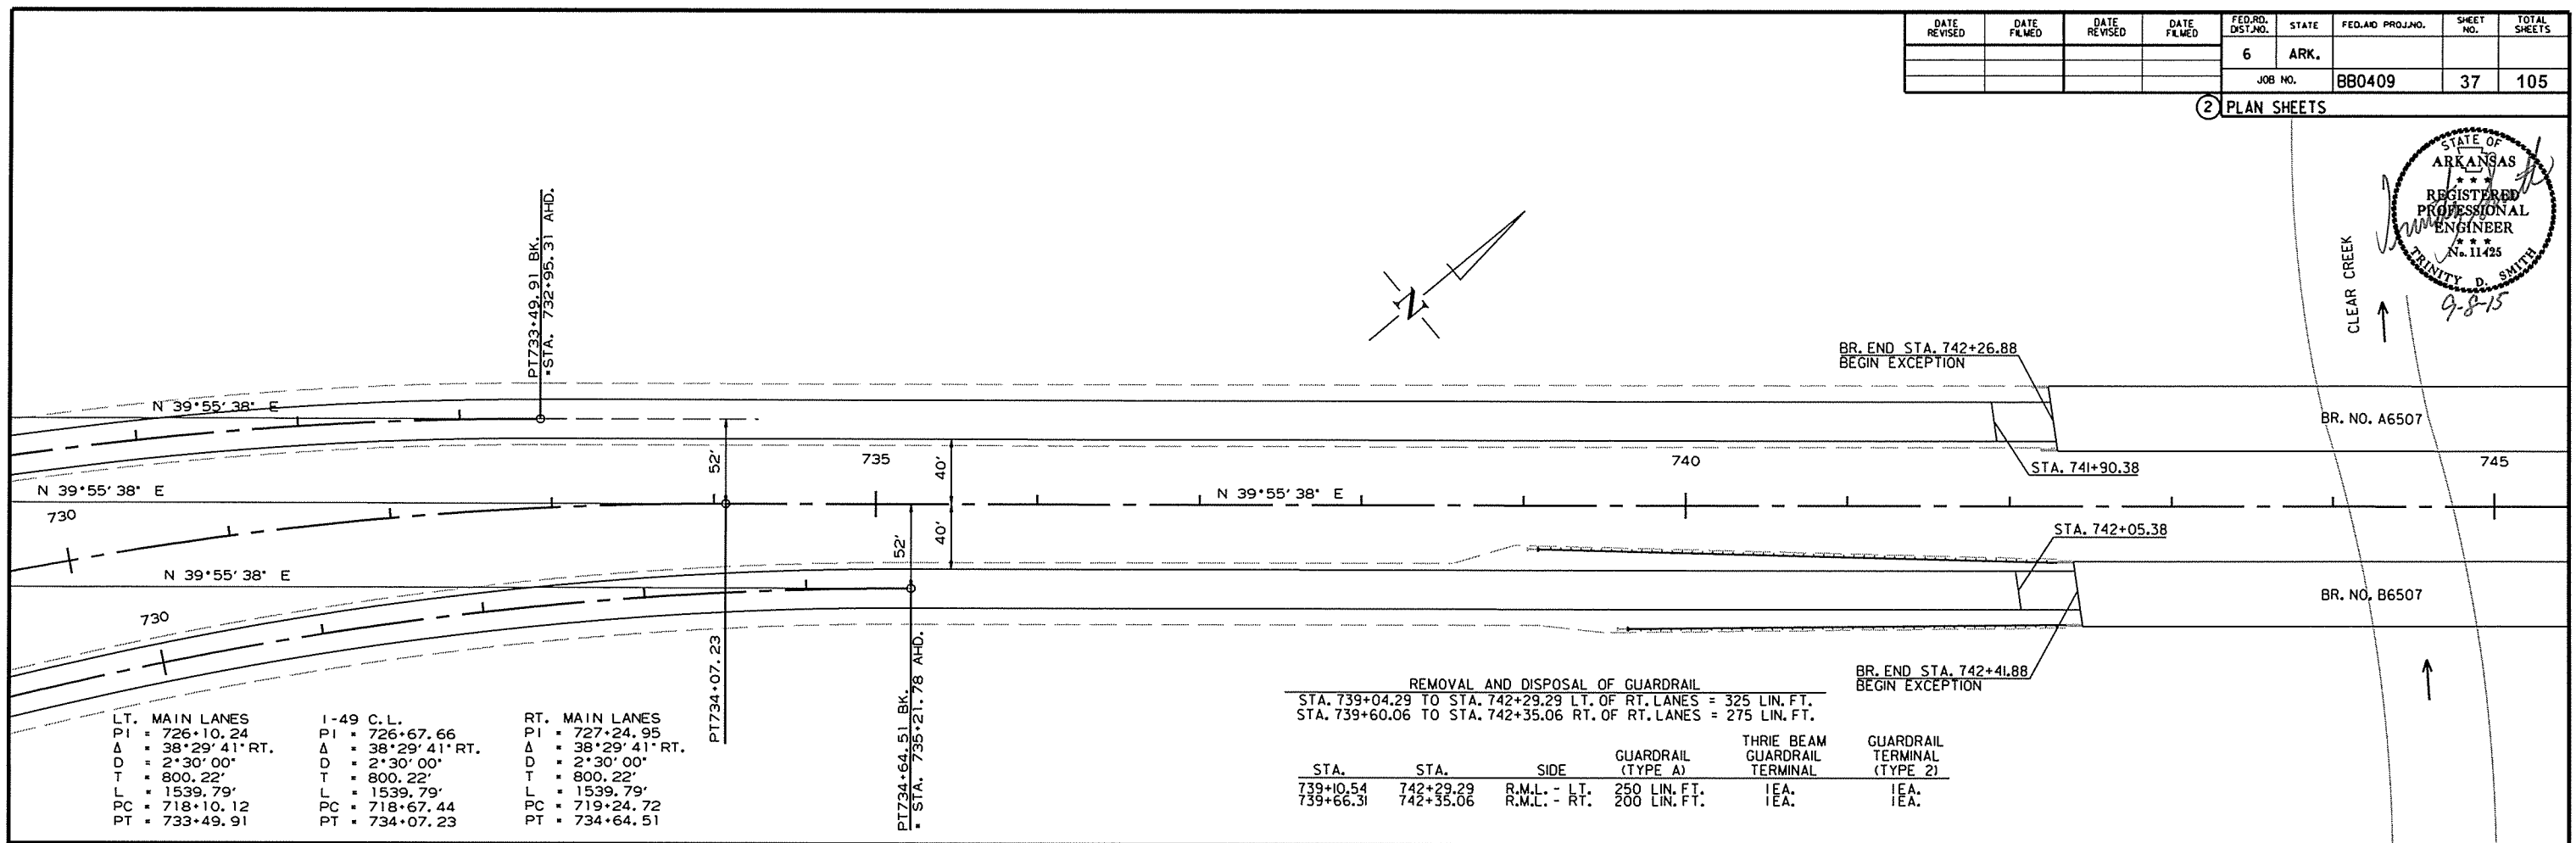 DATE REVISED DATE FILMED DATE REVISED DATE FILMED FED.RD. DIST.NO. STATE FED.AID PROJ.NO. SHEET NO. TOTAL SHEETS
6 ARK.
JOB NO. BB0409 37 105
2 PLAN SHEETS
STATE OF
ARKANSAS
★ ★ ★
REGISTERED
PROFESSIONAL
ENGINEER
★ ★ ★
No. 11425
TRINITY D. SMITH
9-8-15
CLEAR CREEK
PT733+49.91 BK.
=STA. 732+95.31 AHD.
N
BR. END STA. 742+26.88
BEGIN EXCEPTION
N 39°55'38" E
BR. NO. A6507
52'
735
40'
740
STA. 741+90.38
745
N 39°55'38" E
N 39°55'38" E
730
STA. 742+05.38
52'
40'
N 39°55'38" E
BR. NO. B6507
730
PT734+07.23
PT734+64.51 BK.
= STA. 735+21.78 AHD.
BR. END STA. 742+41.88
BEGIN EXCEPTION
REMOVAL AND DISPOSAL OF GUARDRAIL
STA. 739+04.29 TO STA. 742+29.29 LT. OF RT. LANES = 325 LIN. FT.
STA. 739+60.06 TO STA. 742+35.06 RT. OF RT. LANES = 275 LIN. FT.
LT. MAIN LANES
PI = 726+10.24
Δ = 38°29'41" RT.
D = 2°30'00"
T = 800.22'
L = 1539.79'
PC = 718+10.12
PT = 733+49.91
I-49 C.L.
PI = 726+67.66
Δ = 38°29'41" RT.
D = 2°30'00"
T = 800.22'
L = 1539.79'
PC = 718+67.44
PT = 734+07.23
RT. MAIN LANES
PI = 727+24.95
Δ = 38°29'41" RT.
D = 2°30'00"
T = 800.22'
L = 1539.79'
PC = 719+24.72
PT = 734+64.51
STA. STA. SIDE GUARDRAIL (TYPE A) THRIE BEAM GUARDRAIL TERMINAL GUARDRAIL TERMINAL (TYPE 2)
739+10.54 742+29.29 R.M.L. - LT. 250 LIN. FT. 1 EA. 1 EA.
739+66.31 742+35.06 R.M.L. - RT. 200 LIN. FT. 1 EA. 1 EA.